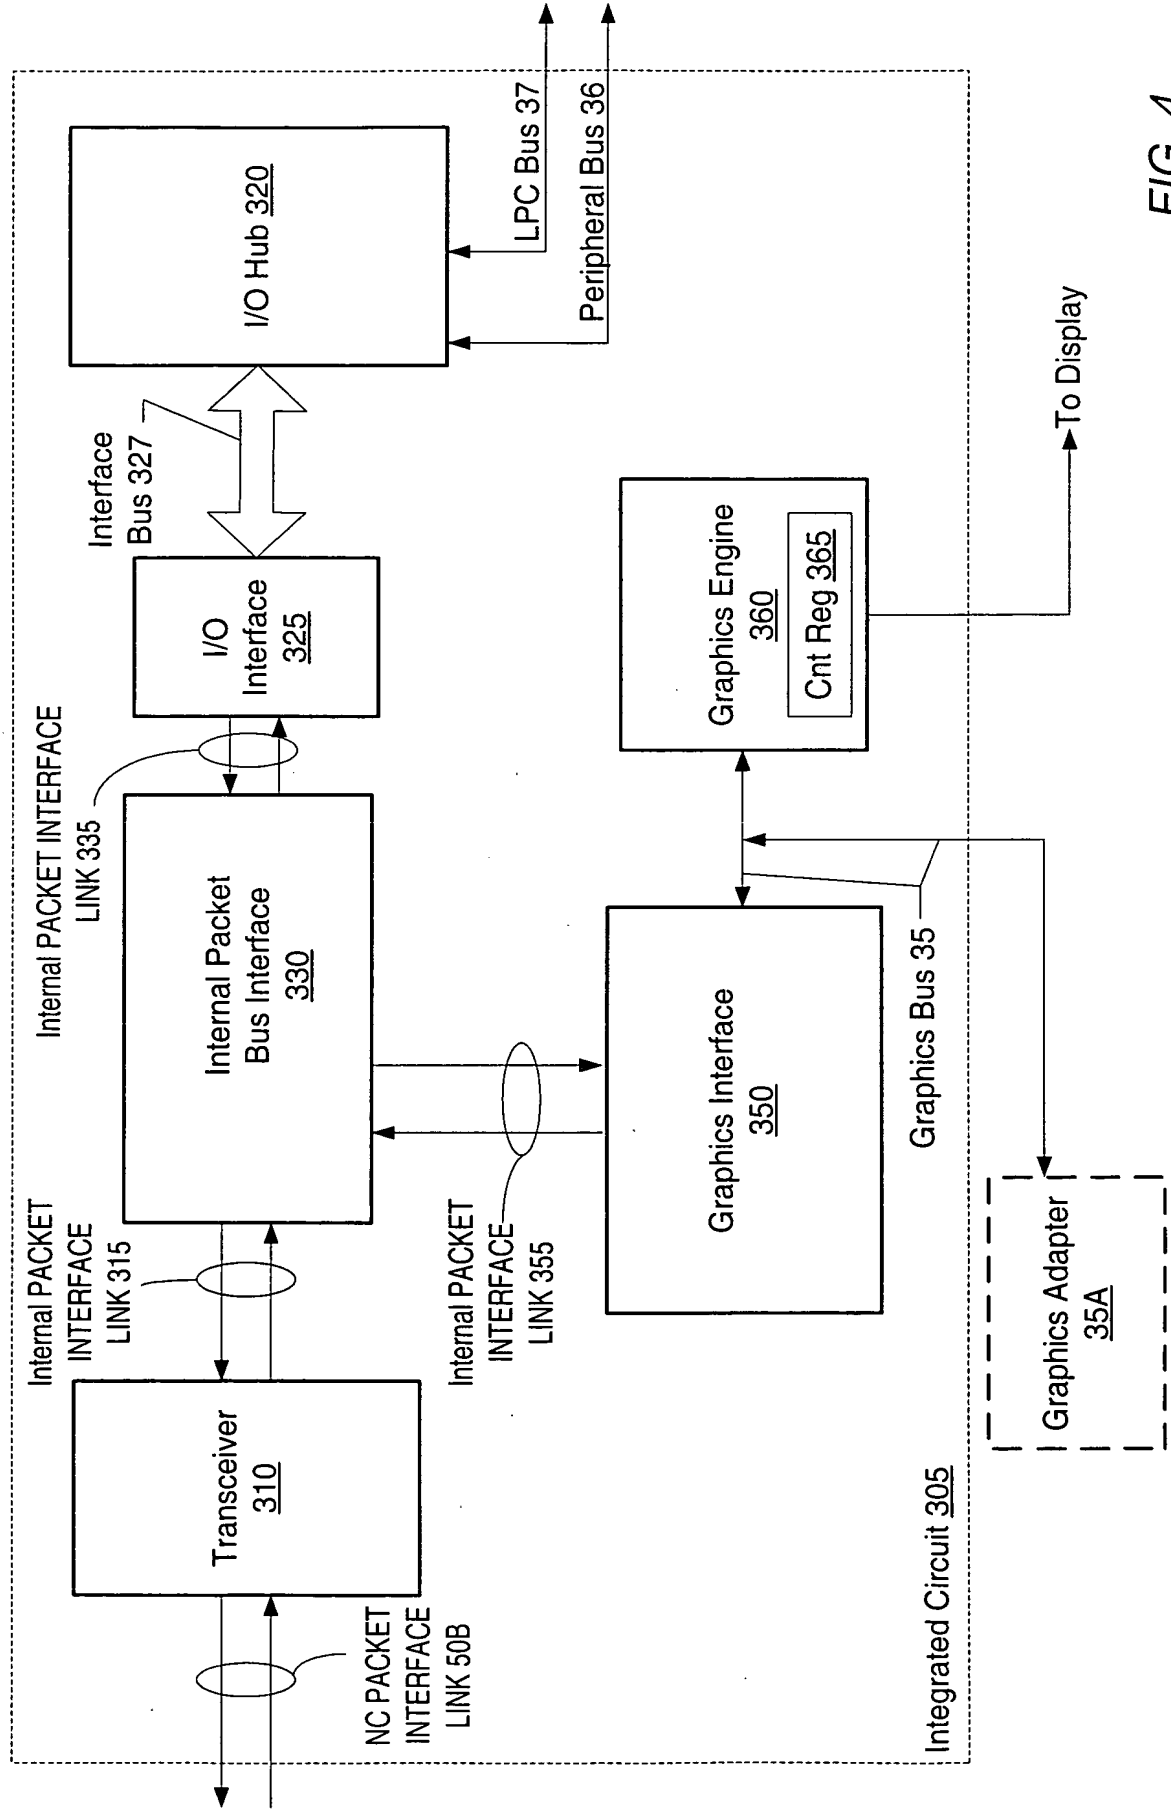 NC PACKET
INTERFACE
LINK 50B
Transceiver
310
Internal PACKET
INTERFACE
LINK 315
Internal Packet
Bus Interface
330
Internal PACKET INTERFACE
LINK 335
I/O
Interface
325
Interface
Bus 327
I/O Hub 320
LPC Bus 37
Peripheral Bus 36
Internal PACKET
INTERFACE
LINK 355
Graphics Interface
350
Graphics Engine
360
Cnt Reg 365
To Display
Graphics Bus 35
Integrated Circuit 305
Graphics Adapter
35A
FIG. 4